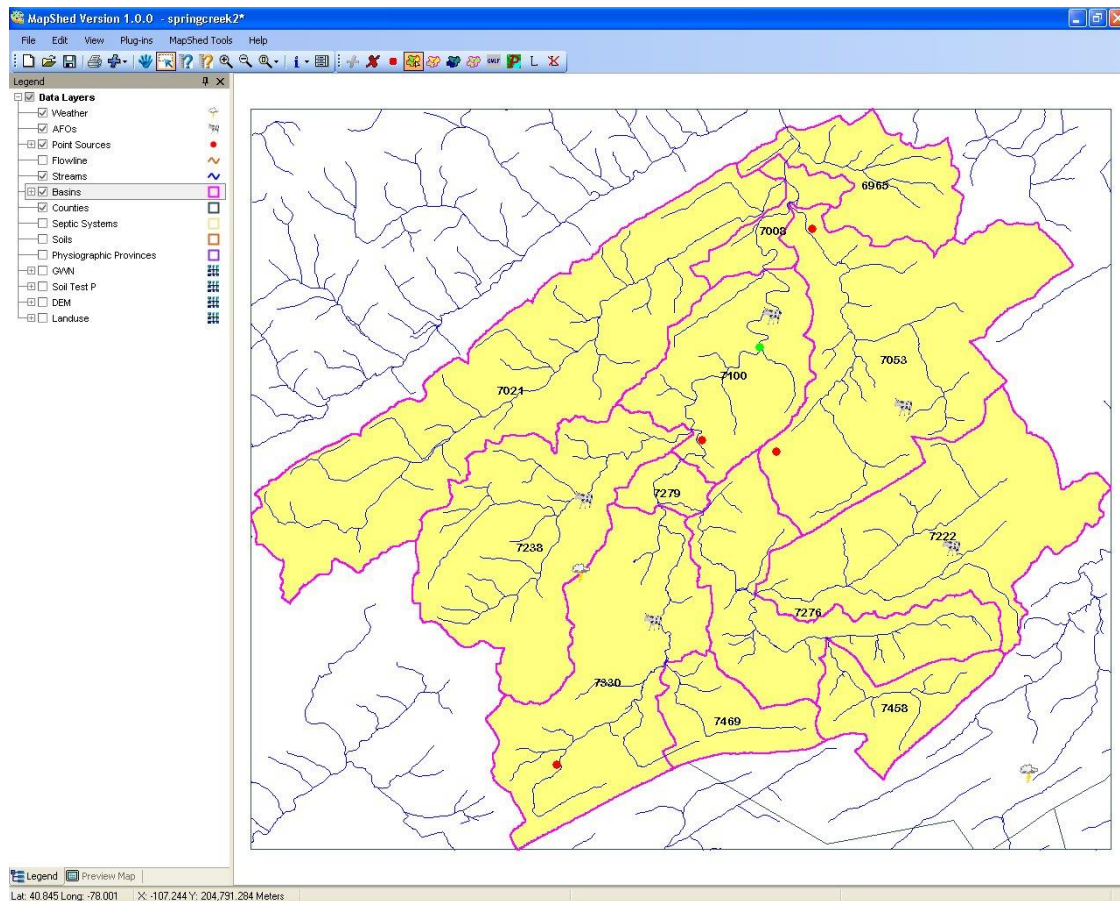 MapShed Version 1.0.0 - springcreek2*
File Edit View Plug-ins MapShed Tools Help
GWLF P L
Legend
Data Layers
Weather
AFOs
Point Sources
Flowline
Streams
Basins
Counties
Septic Systems
Soils
Physiographic Provinces
GWN
Soil Test P
DEM
Landuse
6965
7008
7053
7100
7021
7279
7238
7222
7276
7330
7469
7458
Legend Preview Map
Lat: 40.845 Long: -78.001 X: -107.244 Y: 204,791.284 Meters